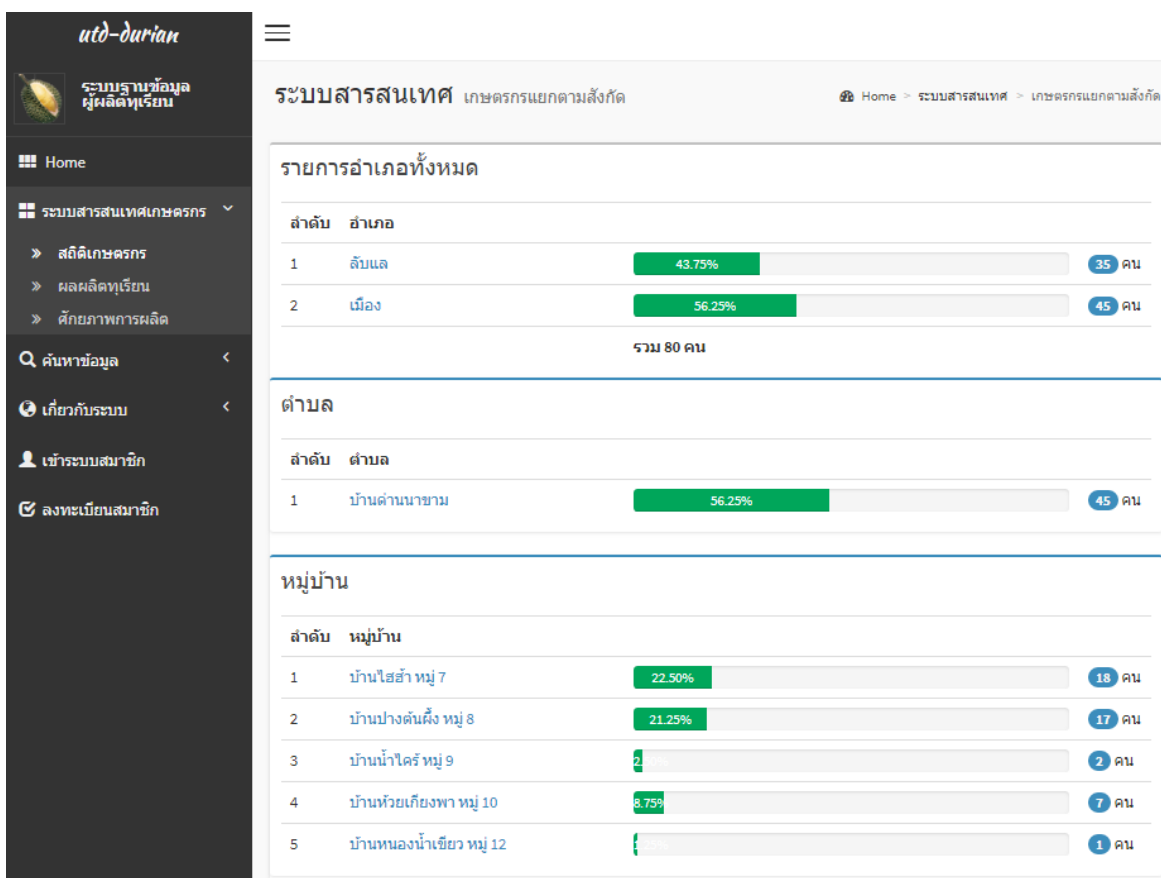 utd-durian
ระบบฐานข้อมูล
ผู้ผลิตทุเรียน
Home
ระบบสารสนเทศเกษตรกร
สถิติเกษตรกร
ผลผลิตทุเรียน
ศักยภาพการผลิต
ค้นหาข้อมูล
เกี่ยวกับระบบ
เข้าระบบสมาชิก
ลงทะเบียนสมาชิก
ระบบสารสนเทศ เกษตรกรแยกตามสังกัด
Home > ระบบสารสนเทศ > เกษตรกรแยกตามสังกัด
รายการอำเภอทั้งหมด
ลำดับ อำเภอ
1 ลับแล 43.75% 35 คน
2 เมือง 56.25% 45 คน
รวม 80 คน
ตำบล
ลำดับ ตำบล
1 บ้านด่านนาขาม 56.25% 45 คน
หมู่บ้าน
ลำดับ หมู่บ้าน
1 บ้านไฮฮ้า หมู่ 7 22.50% 18 คน
2 บ้านปางต้นผึ้ง หมู่ 8 21.25% 17 คน
3 บ้านน้ำไคร้ หมู่ 9 2.50% 2 คน
4 บ้านห้วยเกียงพา หมู่ 10 8.75% 7 คน
5 บ้านหนองน้ำเขียว หมู่ 12 1.25% 1 คน